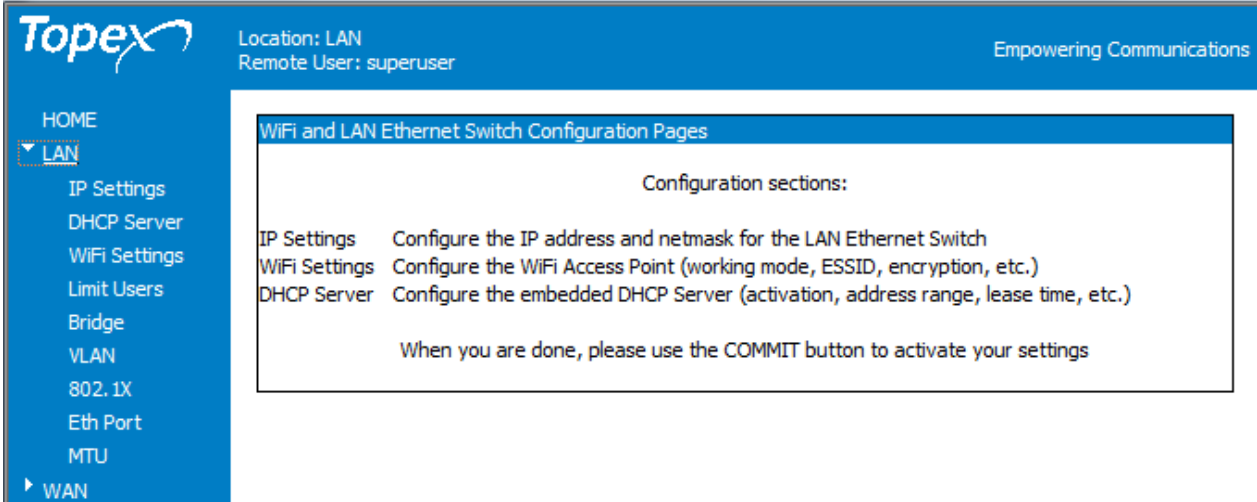 Topex
Location: LAN
Remote User: superuser
Empowering Communications
HOME
LAN
IP Settings
DHCP Server
WiFi Settings
Limit Users
Bridge
VLAN
802.1X
Eth Port
MTU
WAN
WiFi and LAN Ethernet Switch Configuration Pages
Configuration sections:
IP Settings Configure the IP address and netmask for the LAN Ethernet Switch
WiFi Settings Configure the WiFi Access Point (working mode, ESSID, encryption, etc.)
DHCP Server Configure the embedded DHCP Server (activation, address range, lease time, etc.)
When you are done, please use the COMMIT button to activate your settings